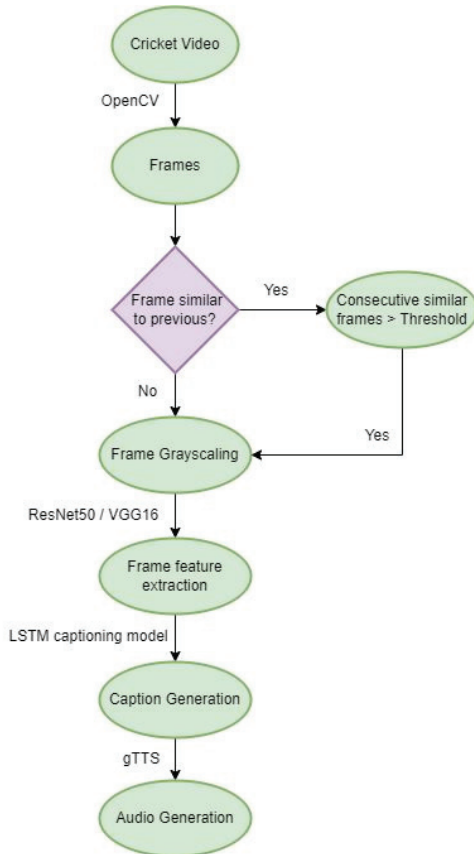 Cricket Video
OpenCV
Frames
Frame similar
to previous?
Yes
Consecutive similar
frames > Threshold
No
Yes
Frame Grayscaling
ResNet50 / VGG16
Frame feature
extraction
LSTM captioning model
Caption Generation
gTTS
Audio Generation